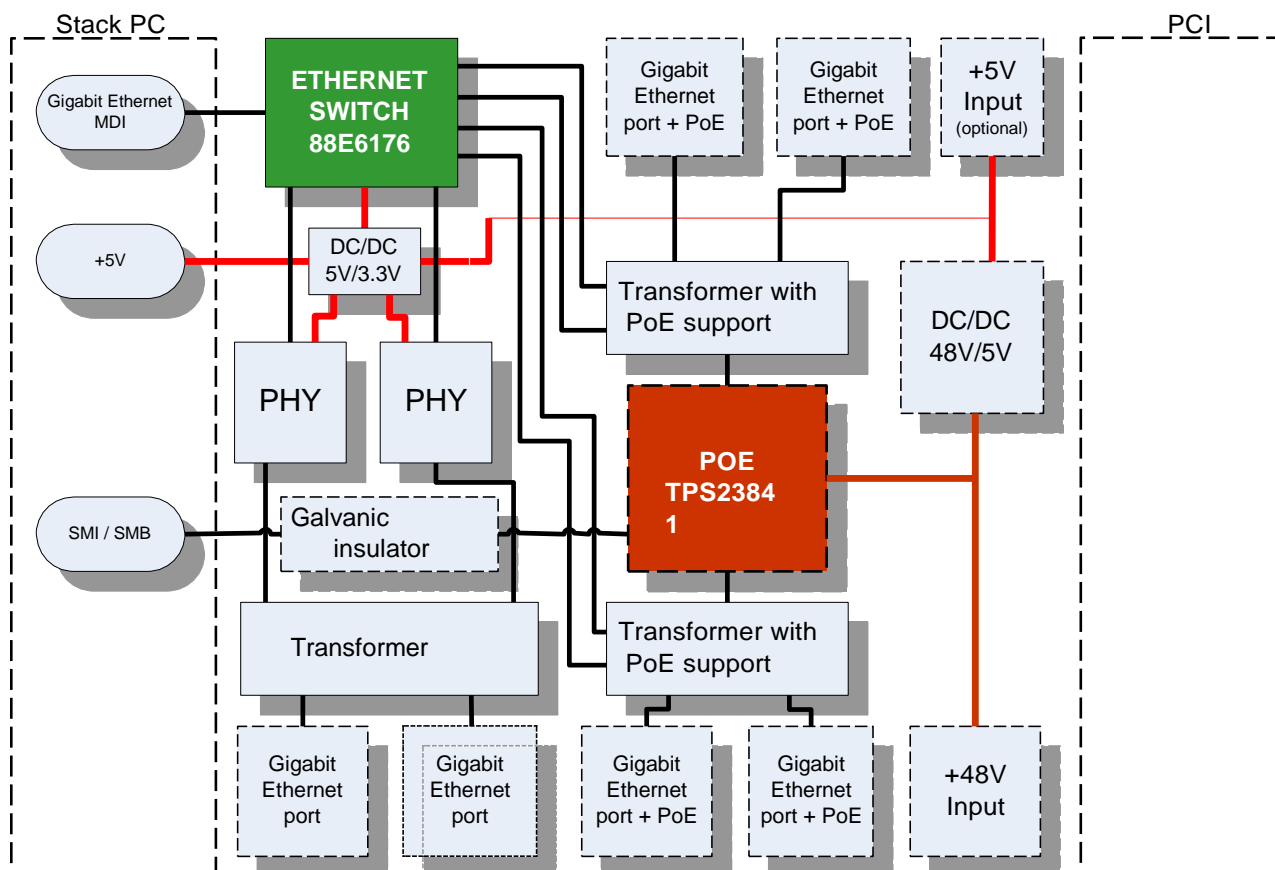 Stack PC
PCI
Gigabit Ethernet
MDI
ETHERNET
SWITCH
88E6176
Gigabit
Ethernet
port + PoE
Gigabit
Ethernet
port + PoE
+5V
Input
(optional)
+5V
DC/DC
5V/3.3V
Transformer with
PoE support
DC/DC
48V/5V
PHY
PHY
POE
TPS2384
1
SMI / SMB
Galvanic
insulator
Transformer
Transformer with
PoE support
Gigabit
Ethernet
port
Gigabit
Ethernet
port
Gigabit
Ethernet
port + PoE
Gigabit
Ethernet
port + PoE
+48V
Input